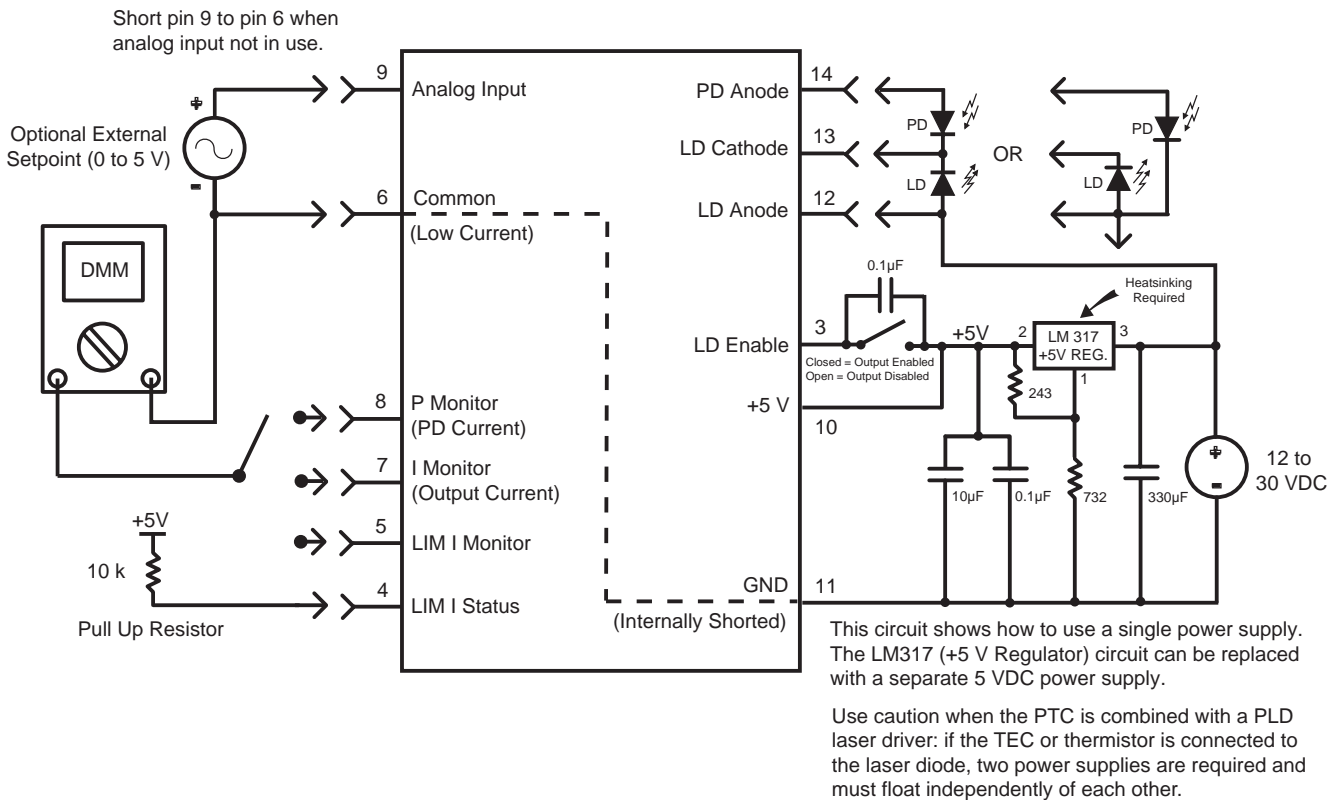 Short pin 9 to pin 6 when
analog input not in use.
Optional External
Setpoint (0 to 5 V)
+
-
DMM
9
Analog Input
6
Common
(Low Current)
8
P Monitor
(PD Current)
7
I Monitor
(Output Current)
5
LIM I Monitor
4
LIM I Status
+5V
10 k
Pull Up Resistor
PD Anode
14
LD Cathode
13
LD Anode
12
PD
LD
OR
PD
LD
LD Enable
3
0.1µF
Closed = Output Enabled
Open = Output Disabled
+5 V
10
+5V
2
LM 317
+5V REG.
3
1
Heatsinking
Required
243
732
10µF
0.1µF
330µF
+
-
12 to
30 VDC
GND
11
(Internally Shorted)
This circuit shows how to use a single power supply.
The LM317 (+5 V Regulator) circuit can be replaced
with a separate 5 VDC power supply.
Use caution when the PTC is combined with a PLD
laser driver: if the TEC or thermistor is connected to
the laser diode, two power supplies are required and
must float independently of each other.